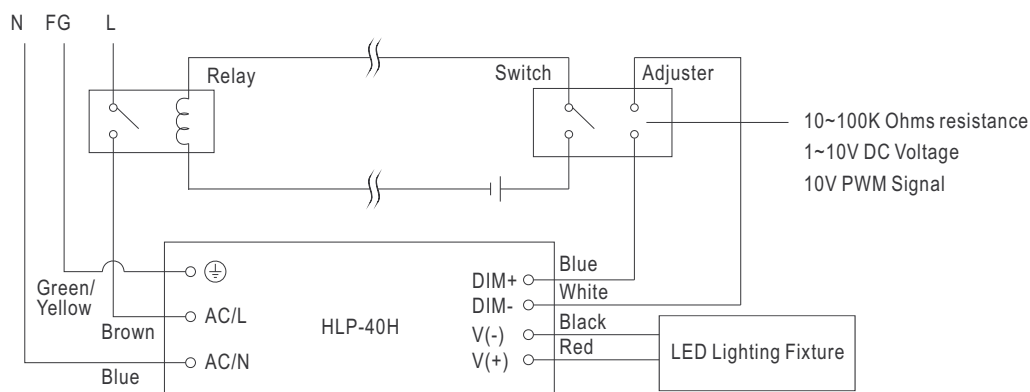 N FG L
Relay
Switch
Adjuster
10~100K Ohms resistance
1~10V DC Voltage
10V PWM Signal
Green/
Yellow
Brown
Blue
AC/L
AC/N
HLP-40H
DIM+
DIM-
V(-)
V(+)
Blue
White
Black
Red
LED Lighting Fixture